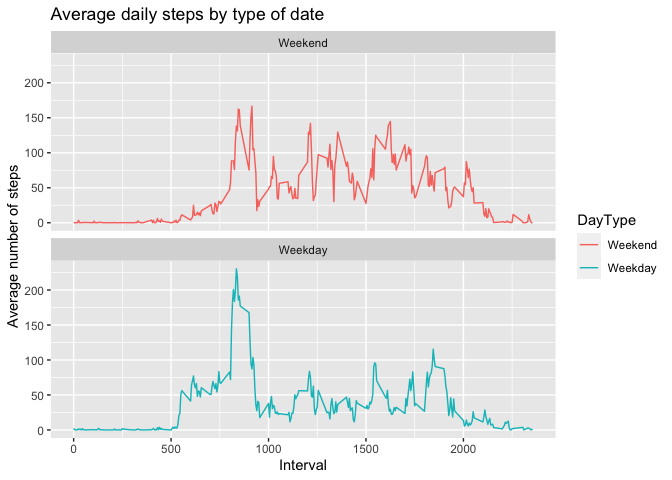 Average daily steps by type of date
Weekend
200
150
100
50
0
Weekday
200
150
100
50
0
0
500
1000
1500
2000
Interval
Average number of steps
DayType
Weekend
Weekday